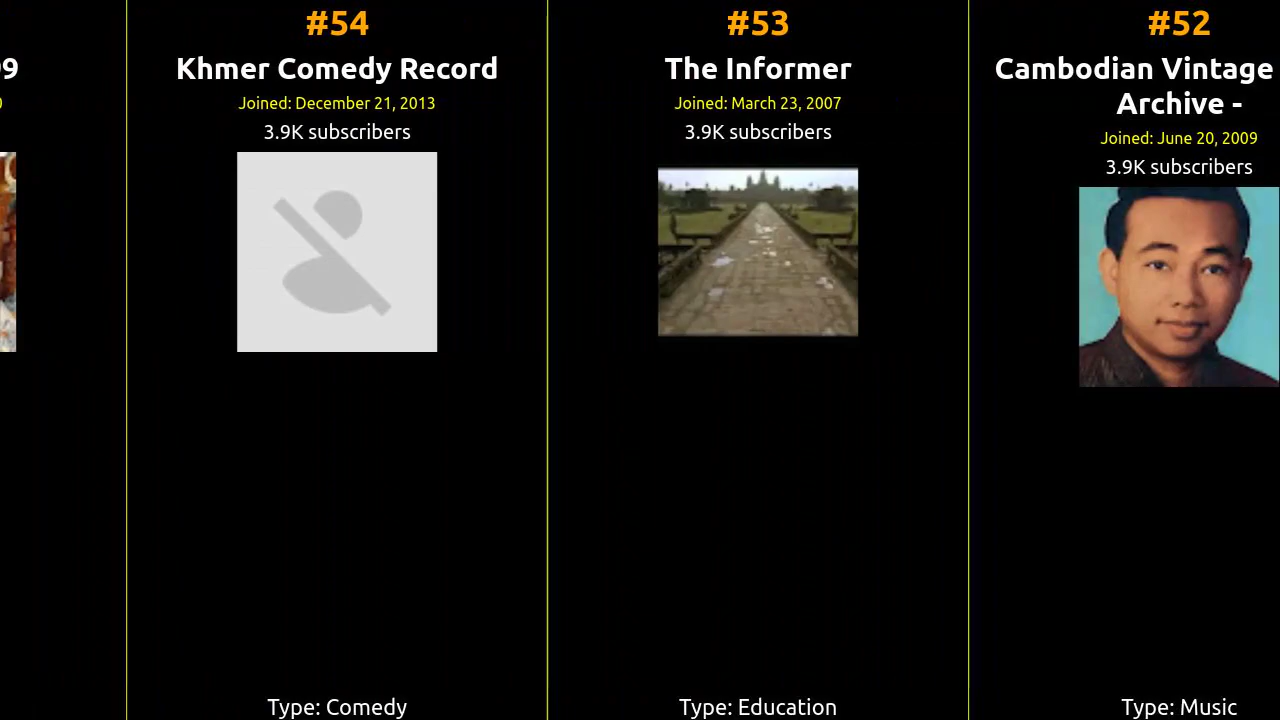 9
#54
Khmer Comedy Record
Joined: December 21, 2013
3.9K subscribers
Type: Comedy
#53
The Informer
Joined: March 23, 2007
3.9K subscribers
Type: Education
#52
Cambodian Vintage
Archive -
Joined: June 20, 2009
3.9K subscribers
Type: Music